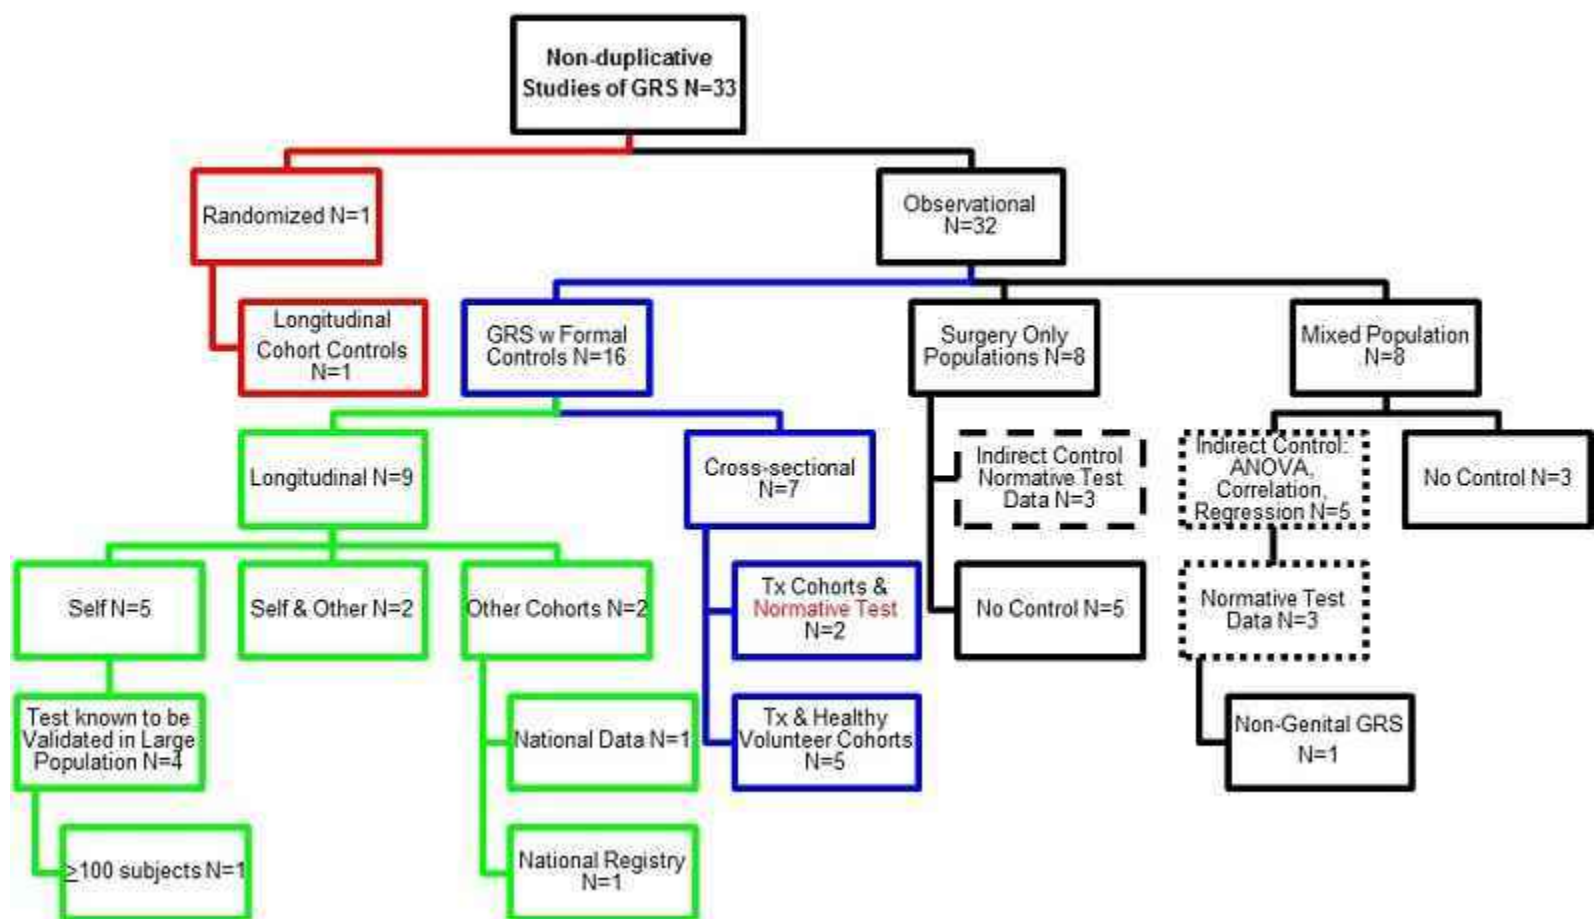 Non-duplicative
Studies of GRS N=33
Randomized N=1
Observational
N=32
Longitudinal
Cohort Controls
N=1
GRS w Formal
Controls N=16
Surgery Only
Populations N=8
Mixed Population
N=8
Longitudinal N=9
Cross-sectional
N=7
Indirect Control
Normative Test
Data N=3
Indirect Control:
ANOVA,
Correlation,
Regression N=5
No Control N=3
Self N=5
Self & Other N=2
Other Cohorts N=2
Tx Cohorts &
Normative Test
N=2
No Control N=5
Normative Test
Data N=3
Test known to be
Validated in Large
Population N=4
National Data N=1
Tx & Healthy
Volunteer Cohorts
N=5
Non-Genital GRS
N=1
≥100 subjects N=1
National Registry
N=1